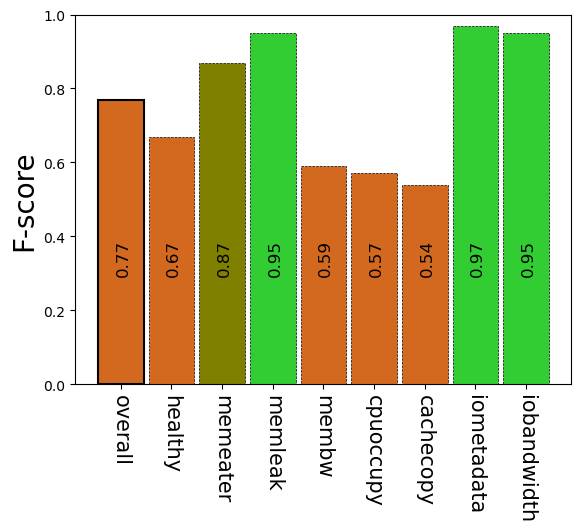 F-score
1.0
0.8
0.6
0.4
0.2
0.0
0.77
0.67
0.87
0.95
0.59
0.57
0.54
0.97
0.95
overall
healthy
memeater
memleak
membw
cpuoccupy
cachecopy
iometadata
iobandwidth